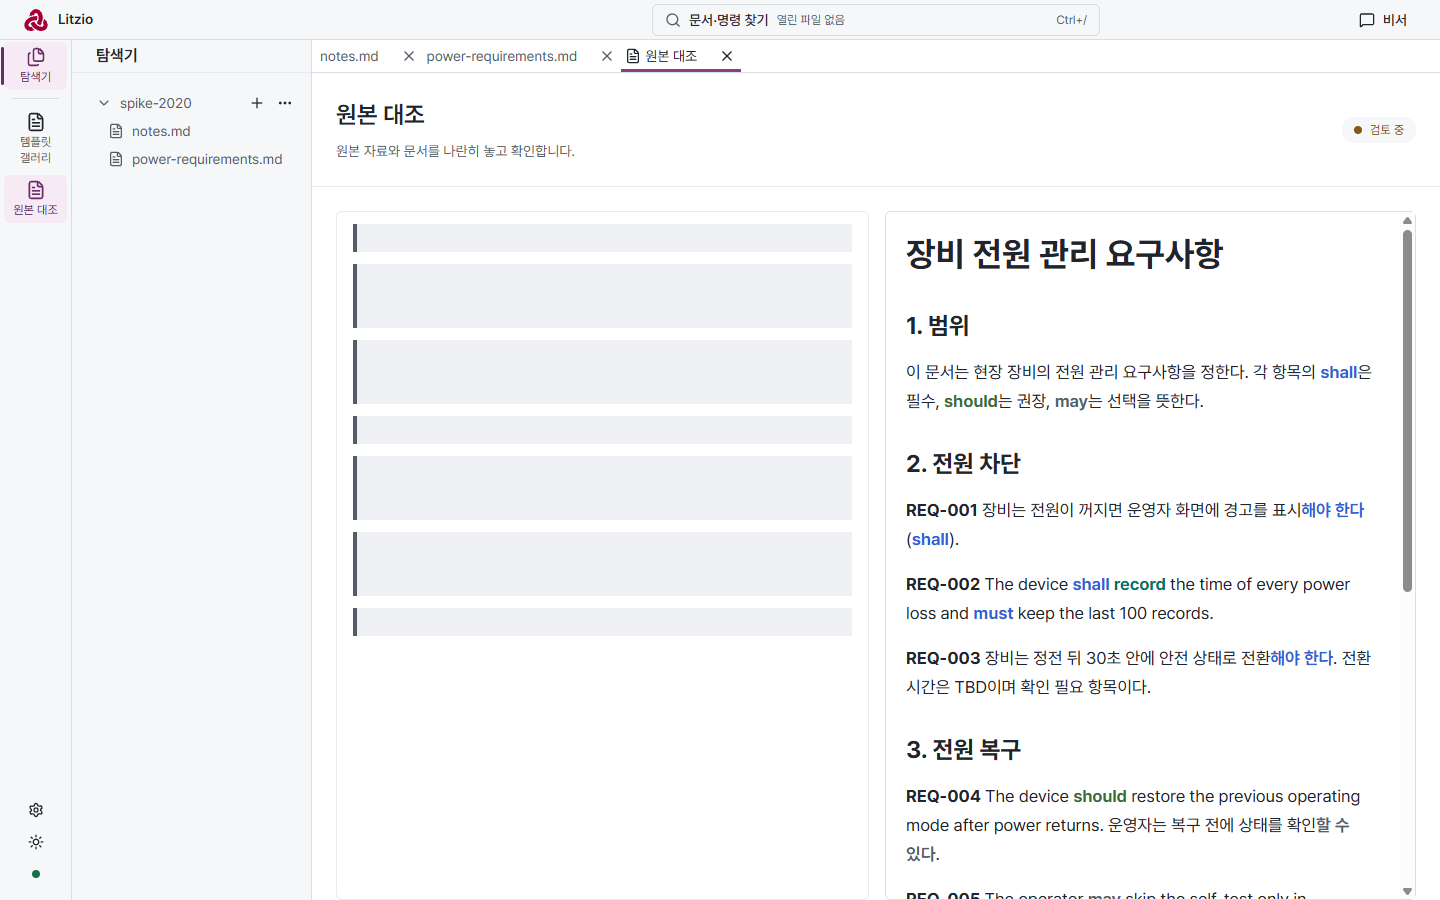 Litzio
문서·명령 찾기 열린 파일 없음 Ctrl+/
비서
탐색기
템플릿
갤러리
원본 대조
탐색기
spike-2020
notes.md
power-requirements.md
notes.md
power-requirements.md
원본 대조
원본 대조
원본 자료와 문서를 나란히 놓고 확인합니다.
검토 중
장비 전원 관리 요구사항
1. 범위
이 문서는 현장 장비의 전원 관리 요구사항을 정한다. 각 항목의 shall은
필수, should는 권장, may는 선택을 뜻한다.
2. 전원 차단
REQ-001 장비는 전원이 꺼지면 운영자 화면에 경고를 표시해야 한다
(shall).
REQ-002 The device shall record the time of every power
loss and must keep the last 100 records.
REQ-003 장비는 정전 뒤 30초 안에 안전 상태로 전환해야 한다. 전환
시간은 TBD이며 확인 필요 항목이다.
3. 전원 복구
REQ-004 The device should restore the previous operating
mode after power returns. 운영자는 복구 전에 상태를 확인할 수
있다.
REQ-005 The operator may skip the self-test only in